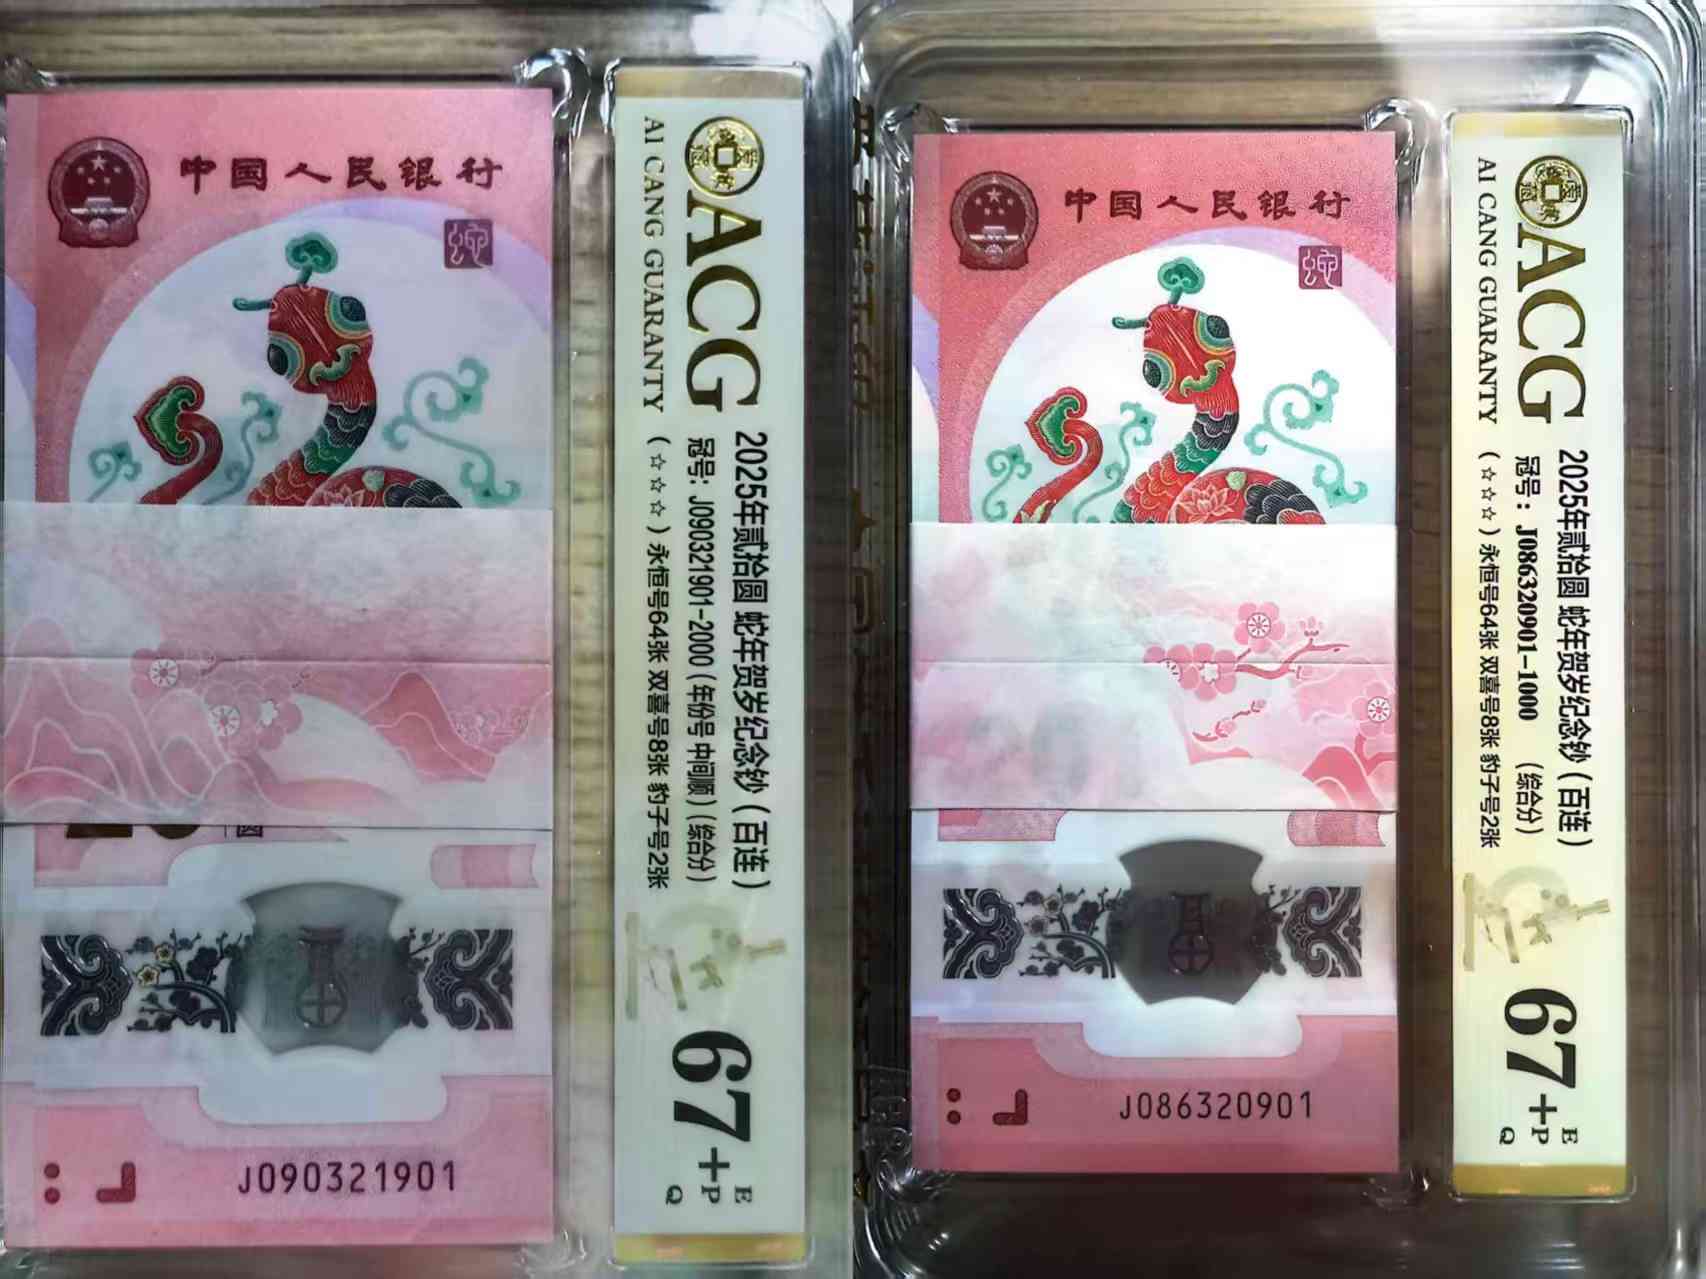 中国人民银行
蛇
圆
J090321901
ACG
AI CANG GUARANTY
2025年贰拾圆 蛇年贺岁纪念钞（百连）
冠号：J090321901-2000（年份号 中间顺）（综合分）
（☆☆☆）永恒号64张 双喜号8张 豹子号2张
67+
E
P
Q
中国人民银行
蛇
J086320901
ACG
AI CANG GUARANTY
2025年贰拾圆 蛇年贺岁纪念钞（百连）
冠号：J086320901-1000 （综合分）
（☆☆☆）永恒号64张 双喜号8张 豹子号2张
67+
E
P
Q